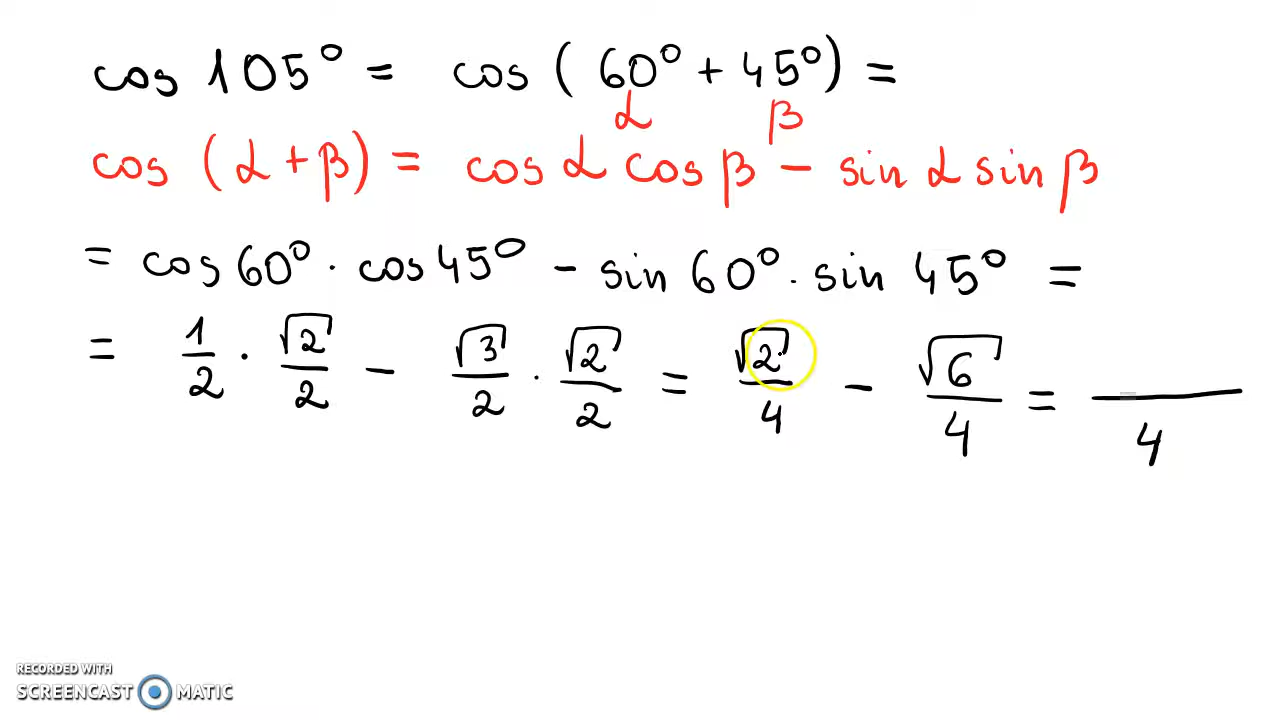 cos 105° = cos ( 60° + 45° ) =
α β
cos ( α + β ) = cos α cos β - sin α sin β
= cos 60° · cos 45° - sin 60° · sin 45° =
= 1/2 · √2/2 - √3/2 · √2/2 = √2/4 - √6/4 = /4
RECORDED WITH
SCREENCAST MATIC